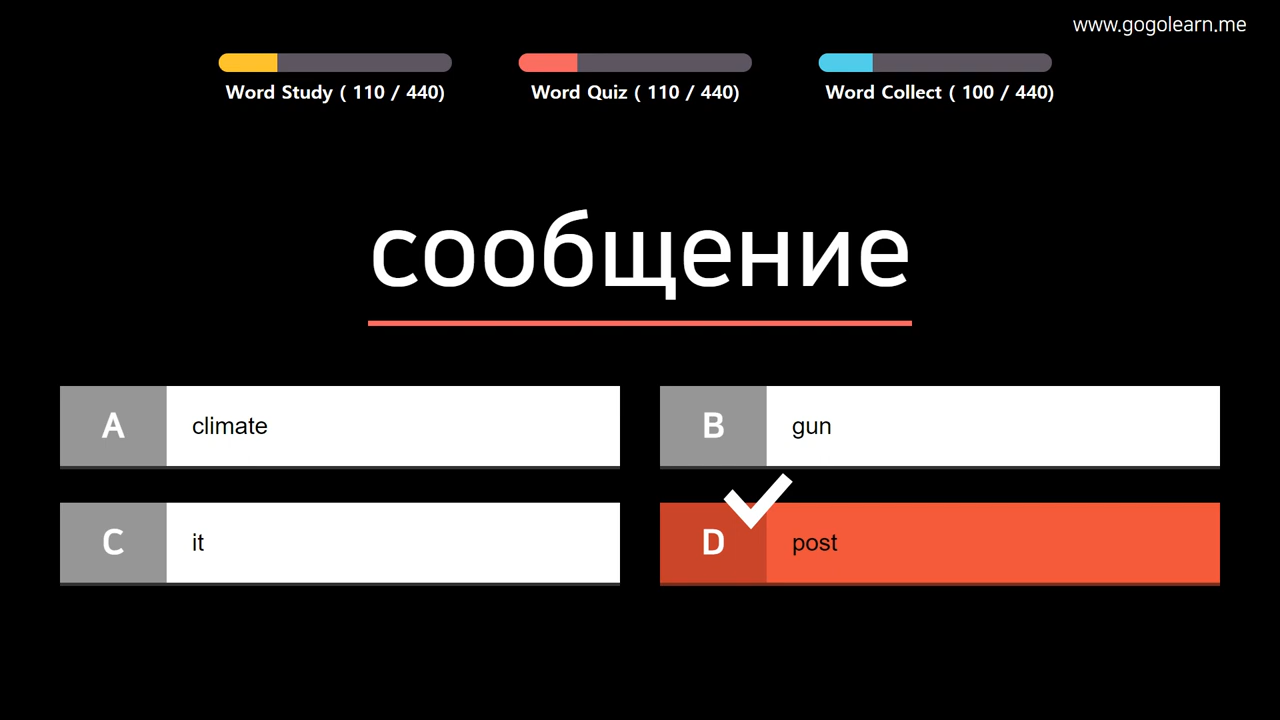 www.gogolearn.me
Word Study ( 110 / 440)
Word Quiz ( 110 / 440)
Word Collect ( 100 / 440)
сообщение
A climate
B gun
C it
D post